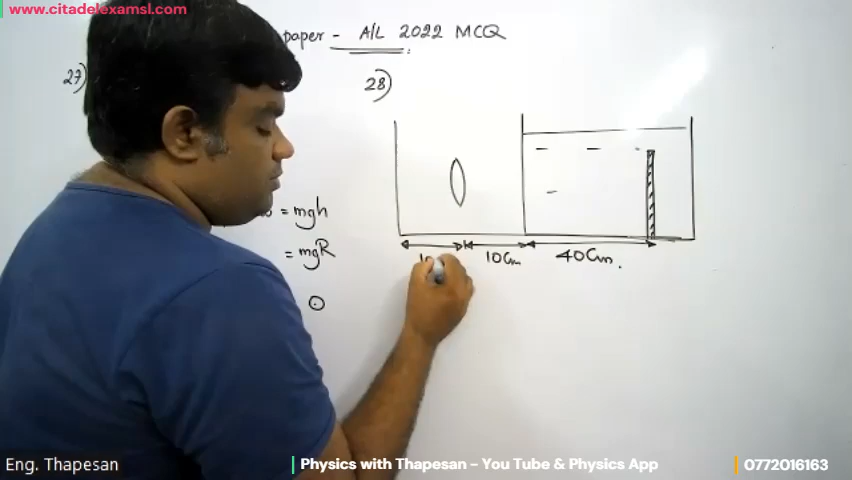 www.citadelexamsl.com
paper - A/L 2022 MCQ
27)
28)
= mgh
= mgR
10cm
40cm.
Eng. Thapesan
Physics with Thapesan - You Tube & Physics App
0772016163